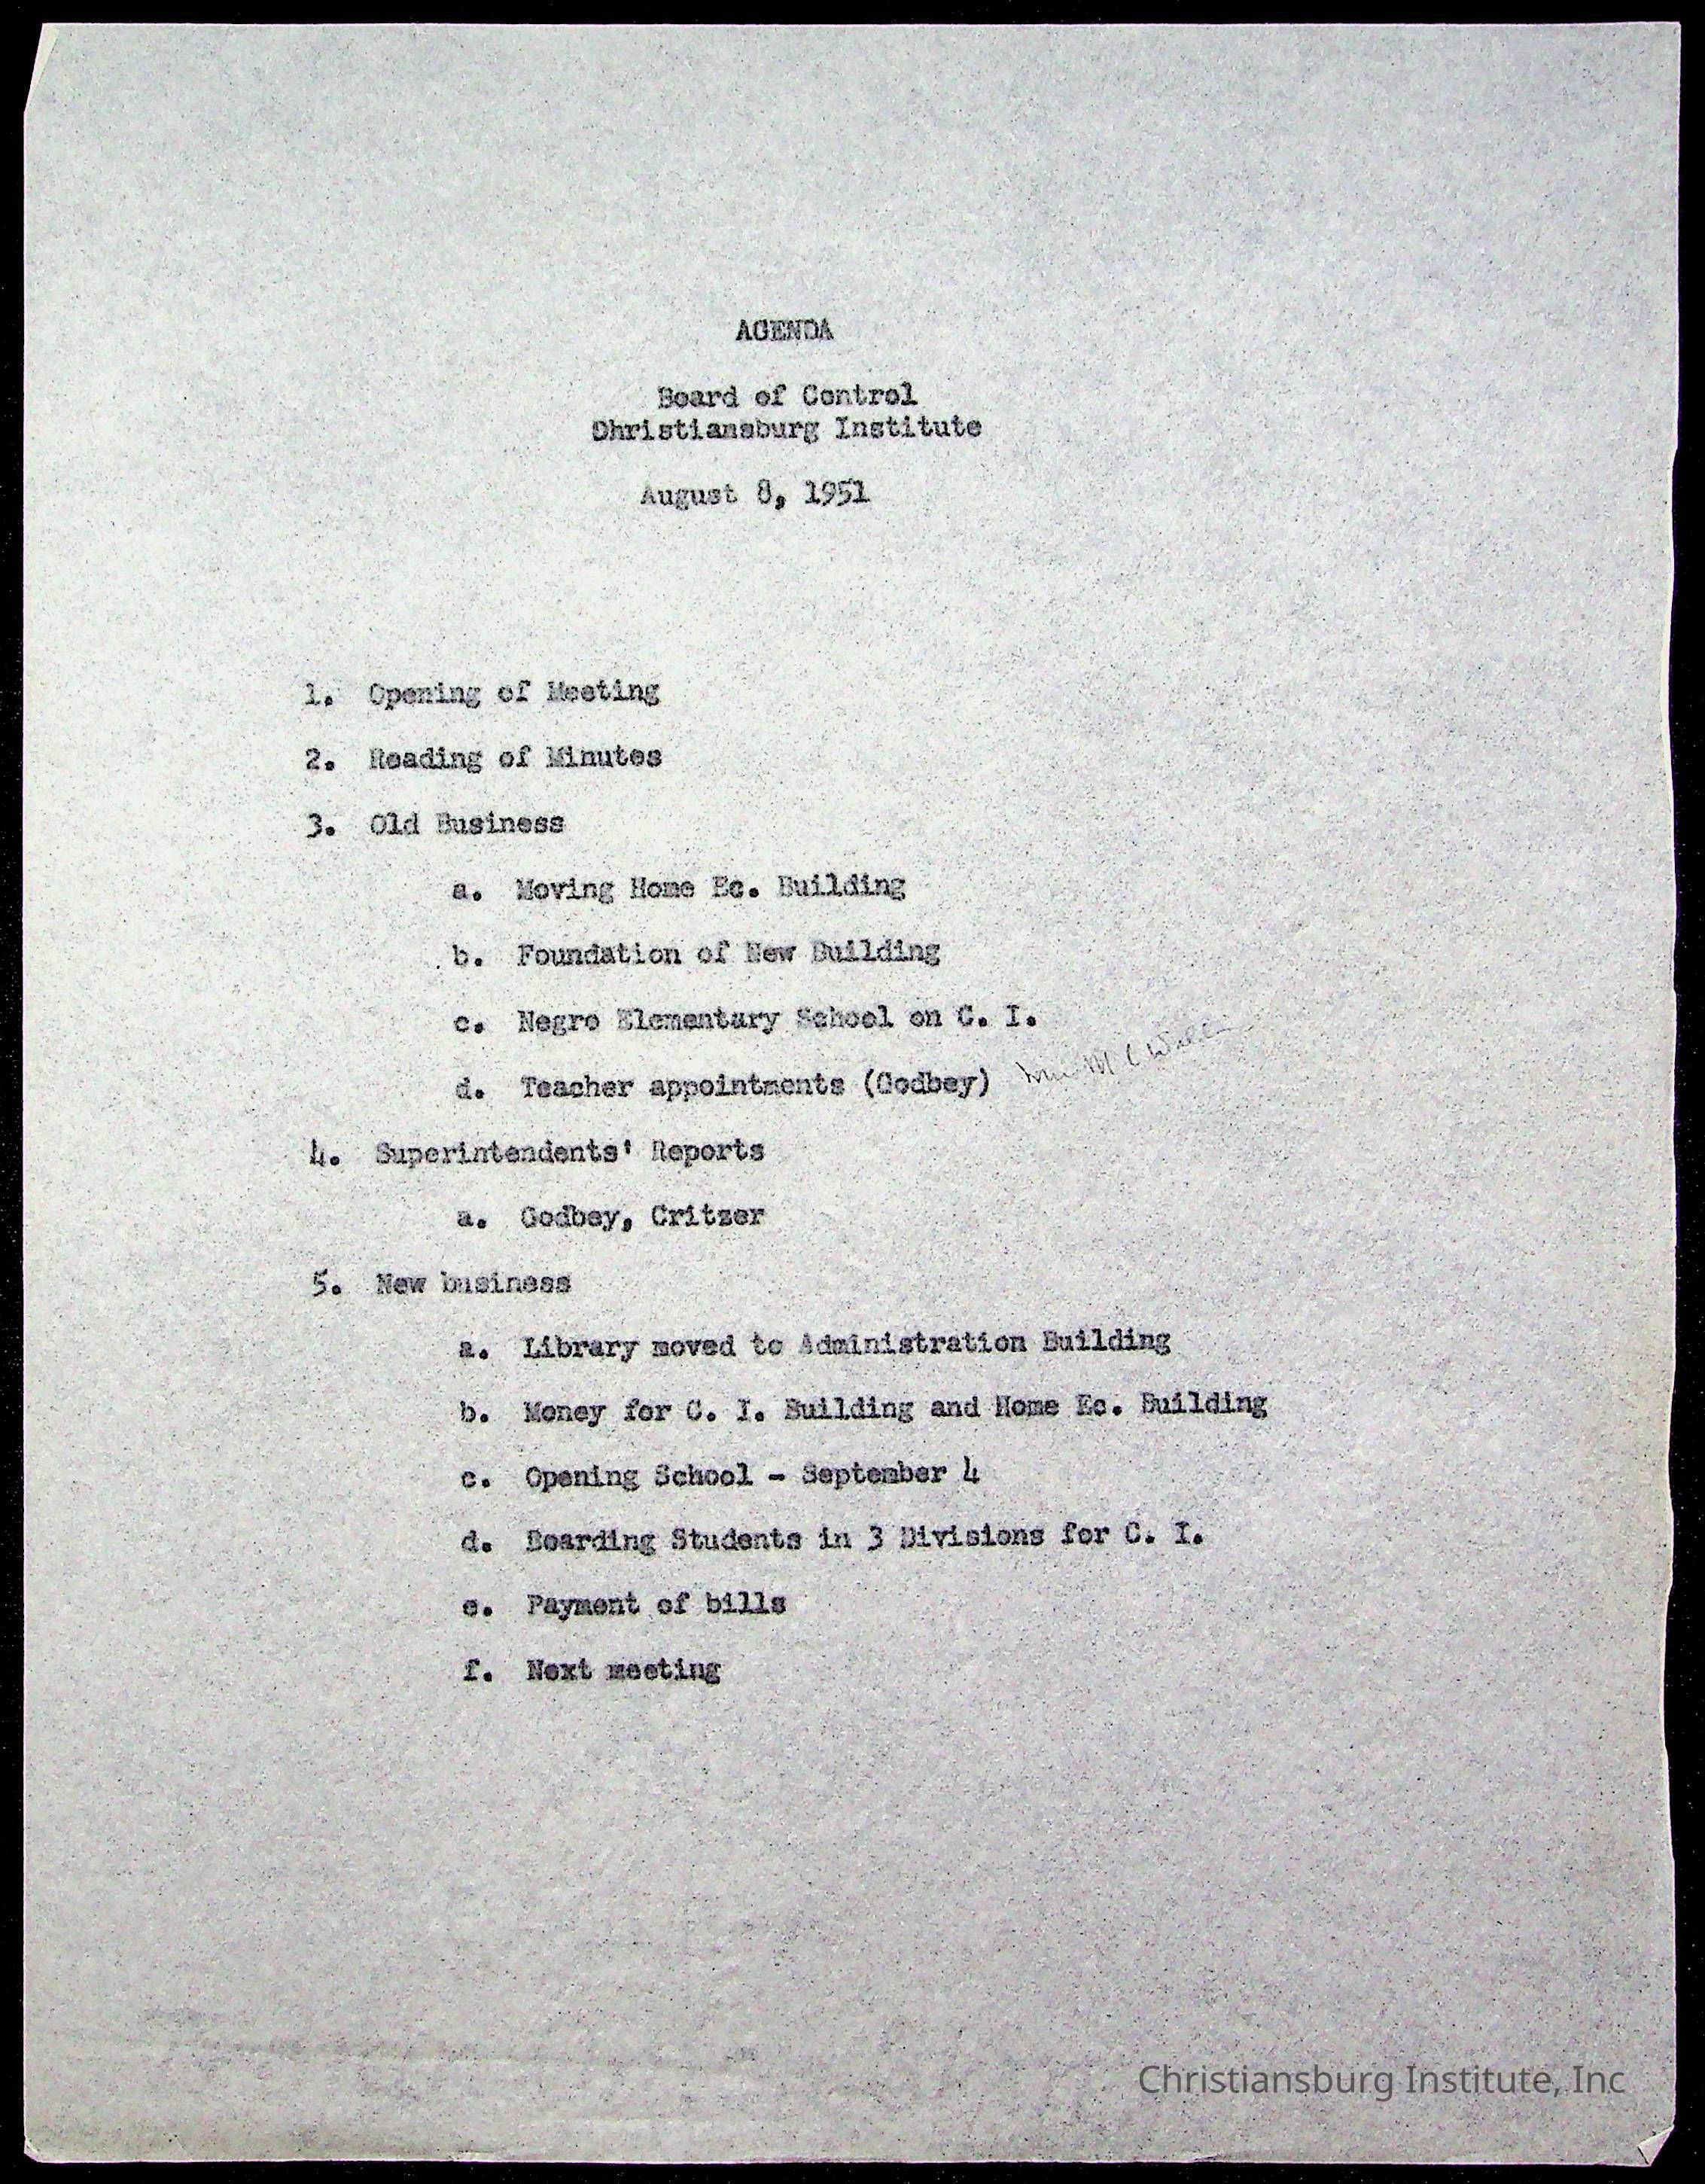 AGENDA
Board of Control
Christiansburg Institute
August 8, 1951
1. Opening of Meeting
2. Reading of Minutes
3. Old Business
a. Moving Home Ec. Building
b. Foundation of New Building
c. Negro Elementary School on C. I.
d. Teacher appointments (Godbey)
4. Superintendents' Reports
a. Godbey, Critzer
5. New business
a. Library moved to Administration Building
b. Money for C. I. Building and Home Ec. Building
c. Opening School - September 4
d. Boarding Students in 3 Divisions for C. I.
e. Payment of bills
f. Next meeting
Christiansburg Institute, Inc